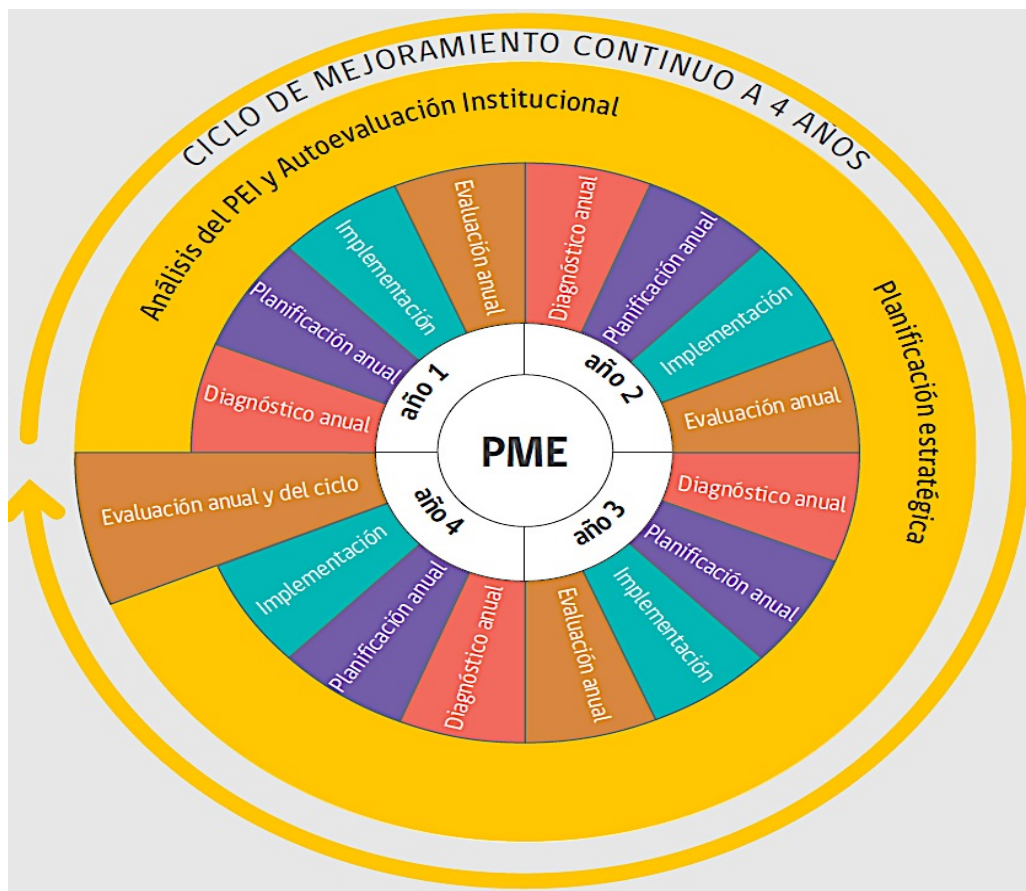 CICLO DE MEJORAMIENTO CONTINUO A 4 AÑOS
Análisis del PEI y Autoevaluación Institucional
Planificación estratégica
PME
año 1
Diagnóstico anual
Planificación anual
Implementación
Evaluación anual
año 2
Diagnóstico anual
Planificación anual
Implementación
Evaluación anual
año 3
Diagnóstico anual
Planificación anual
Implementación
Evaluación anual
año 4
Diagnóstico anual
Planificación anual
Implementación
Evaluación anual y del ciclo